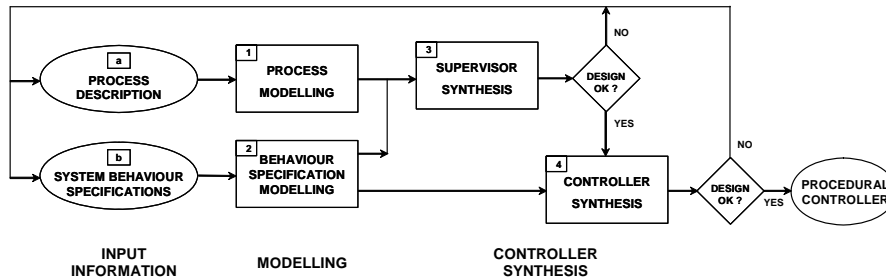 NO
a
PROCESS
DESCRIPTION
1
PROCESS
MODELLING
3
SUPERVISOR
SYNTHESIS
DESIGN
OK ?
YES
NO
b
SYSTEM BEHAVIOUR
SPECIFICATIONS
2
BEHAVIOUR
SPECIFICATION
MODELLING
4
CONTROLLER
SYNTHESIS
DESIGN
OK ?
YES
PROCEDURAL
CONTROLLER
INPUT
INFORMATION
MODELLING
CONTROLLER
SYNTHESIS